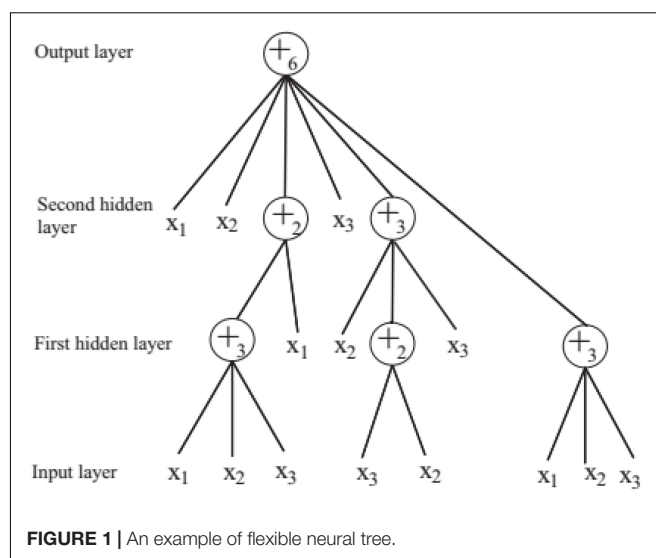 Output layer +6
Second hidden
layer
x1 x2 +2 x3 +3
First hidden layer +3 x1 x2 +2 x3 +3
Input layer x1 x2 x3 x3 x2 x1 x2 x3
FIGURE 1 | An example of flexible neural tree.